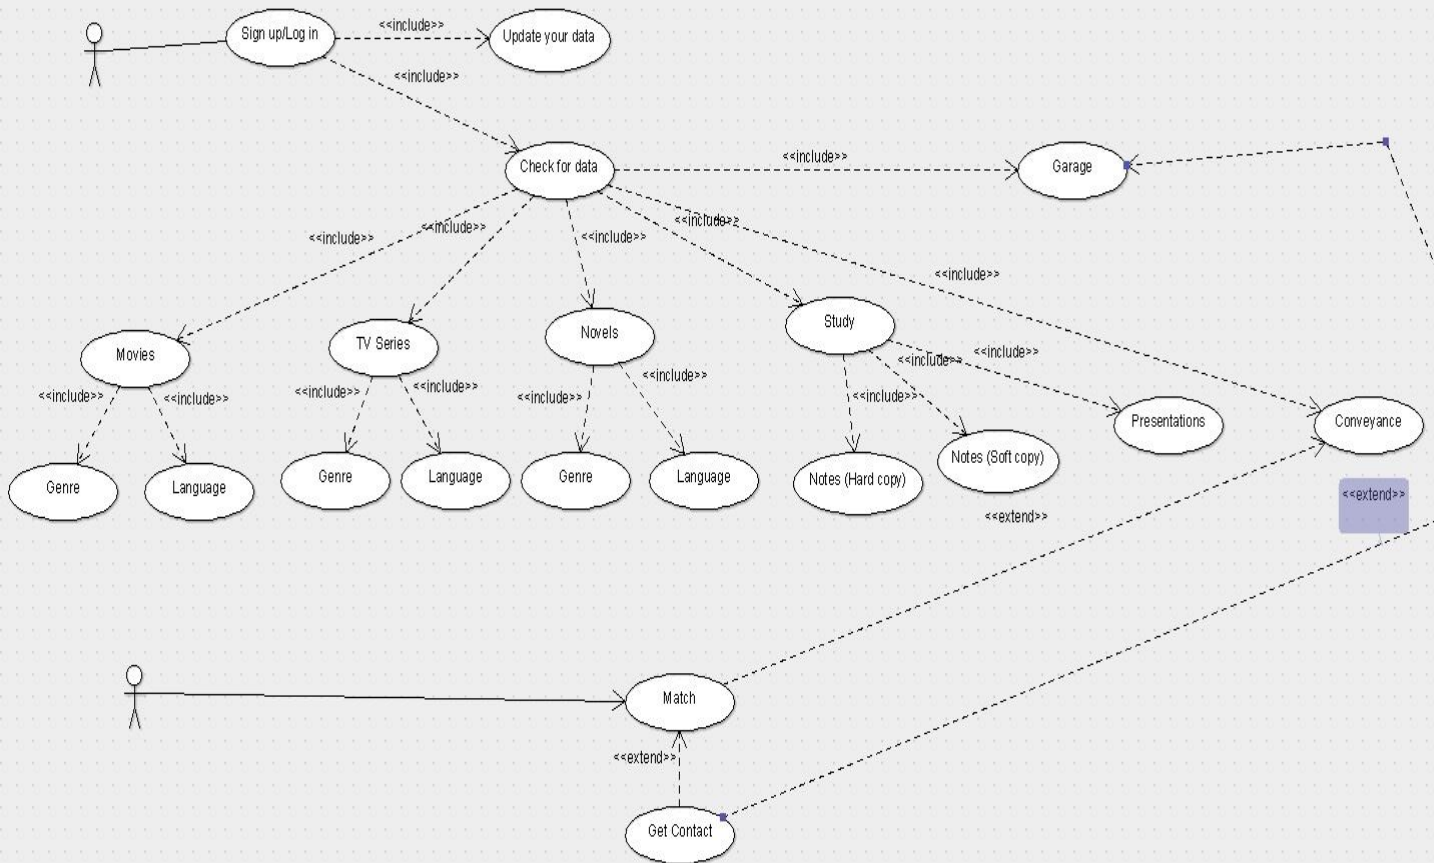 Sign up/Log in
<<include>>
Update your data
<<include>>
Check for data
<<include>>
Garage
<<include>>
<<include>>
<<include>>
<<include>>
<<include>>
Movies
TV Series
Novels
Study
<<include>>
<<include>>
<<include>>
<<include>>
<<include>>
<<include>>
<<include>>
<<include>>
<<include>>
Presentations
Conveyance
Genre
Language
Genre
Language
Genre
Language
Notes (Hard copy)
Notes (Soft copy)
<<extend>>
<<extend>>
Match
<<extend>>
Get Contact